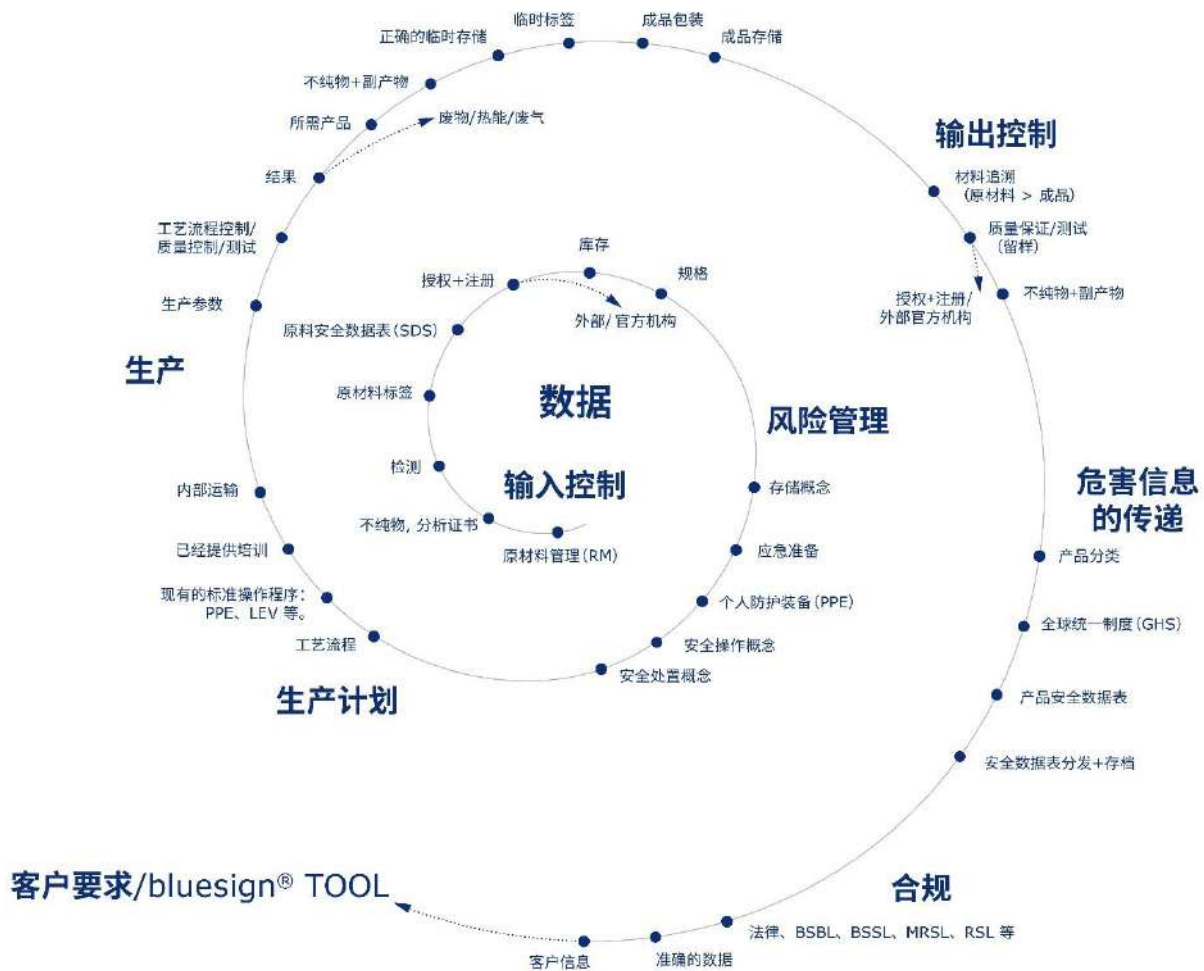 临时标签
成品包装
正确的临时存储
成品存储
不纯物+副产物
废物/热能/废气
所需产品
输出控制
结果
材料追溯
(原材料 > 成品)
工艺流程控制/
质量控制/测试
质量保证/测试
(留样)
库存
授权+注册
规格
生产参数
授权+注册/
外部官方机构
不纯物+副产物
外部/ 官方机构
原料安全数据表(SDS)
生产
原材料标签
数据
风险管理
检测
输入控制
内部运输
存储概念
危害信息
的传递
不纯物, 分析证书
原材料管理(RM)
已经提供培训
应急准备
产品分类
现有的标准操作程序:
PPE、LEV 等。
个人防护装备(PPE)
全球统一制度(GHS)
工艺流程
安全操作概念
安全处置概念
生产计划
产品安全数据表
安全数据表分发+存档
客户要求/bluesign® TOOL
合规
法律、BSBL、BSSL、MRSL、RSL 等
客户信息
准确的数据